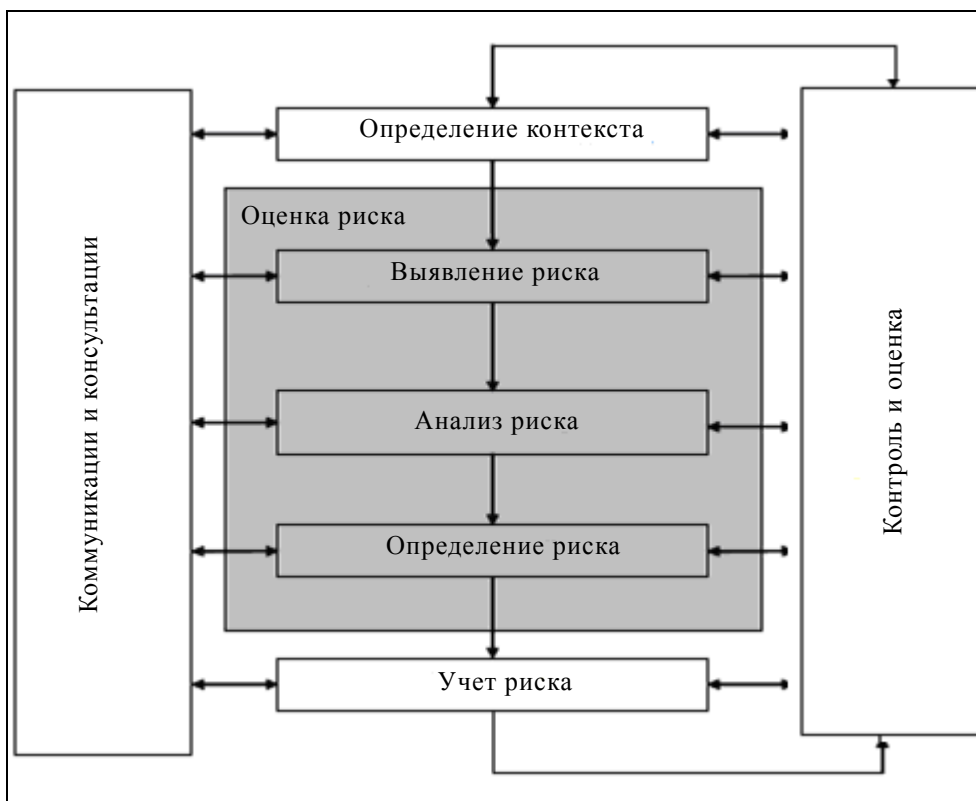 Определение контекста
Оценка риска
Выявление риска
Анализ риска
Определение риска
Учет риска
Коммуникации и консультации
Контроль и оценка